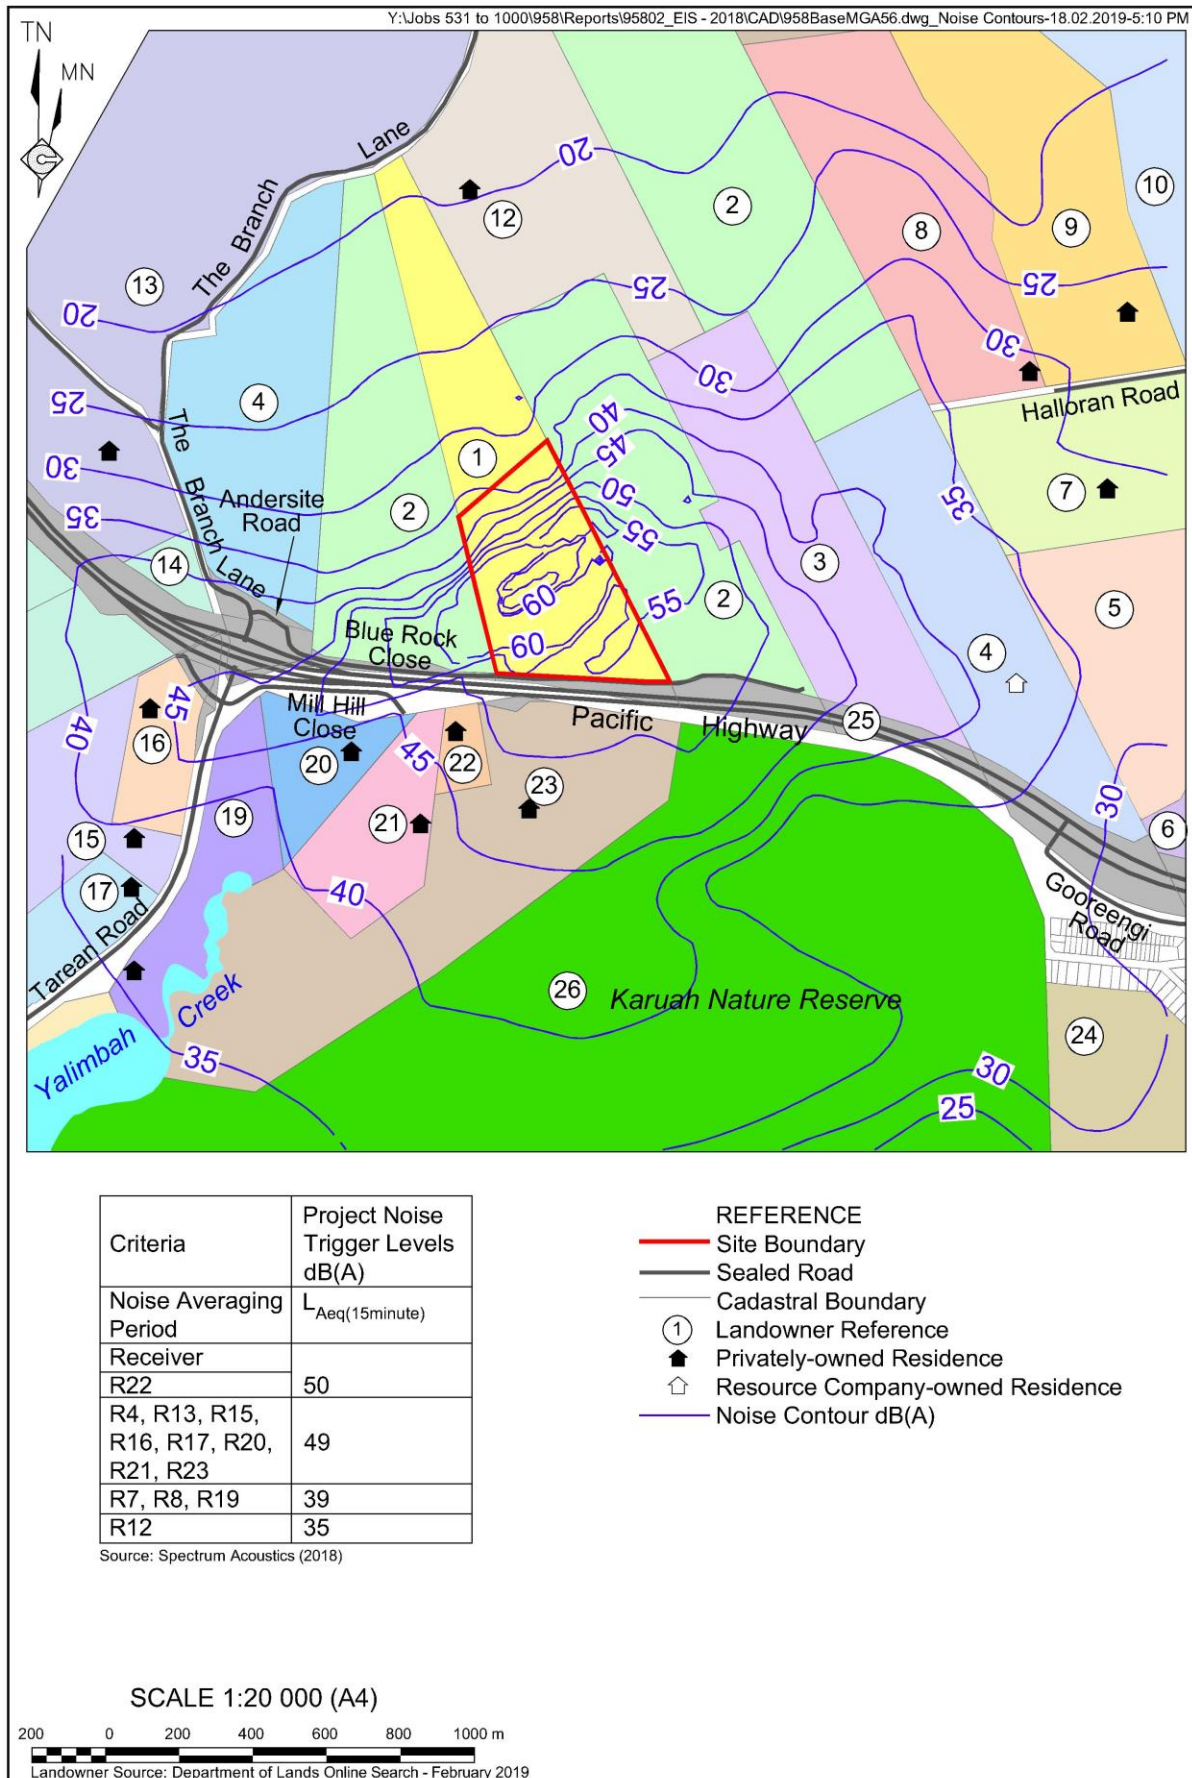 Y:\Jobs 531 to 1000\958\Reports\95802_EIS - 2018\CAD\958BaseMGA56.dwg_Noise Contours-18.02.2019-5:10 PM
TN
MN
The Branch Lane
20
12
2
8
9
10
13
20
25
25
30
4
25
30
Halloran Road
The Branch Lane
40
45
1
30
Andersite
Road
2
50
35
7
35
55
14
3
60
55
2
5
60
Blue Rock
Close
4
Mill Hill
Close
Pacific Highway
25
45
40
16
20
45
22
23
30
19
21
6
15
17
40
Gooreengi
Road
Tarean Road
26
Karuah Nature Reserve
Yalimbah Creek
35
24
30
25
Criteria
Project Noise
Trigger Levels
dB(A)
Noise Averaging
Period
LAeq(15minute)
Receiver
R22
50
R4, R13, R15,
R16, R17, R20,
R21, R23
49
R7, R8, R19
39
R12
35
Source: Spectrum Acoustics (2018)
REFERENCE
Site Boundary
Sealed Road
Cadastral Boundary
1 Landowner Reference
Privately-owned Residence
Resource Company-owned Residence
Noise Contour dB(A)
SCALE 1:20 000 (A4)
200 0 200 400 600 800 1000 m
Landowner Source: Department of Lands Online Search - February 2019